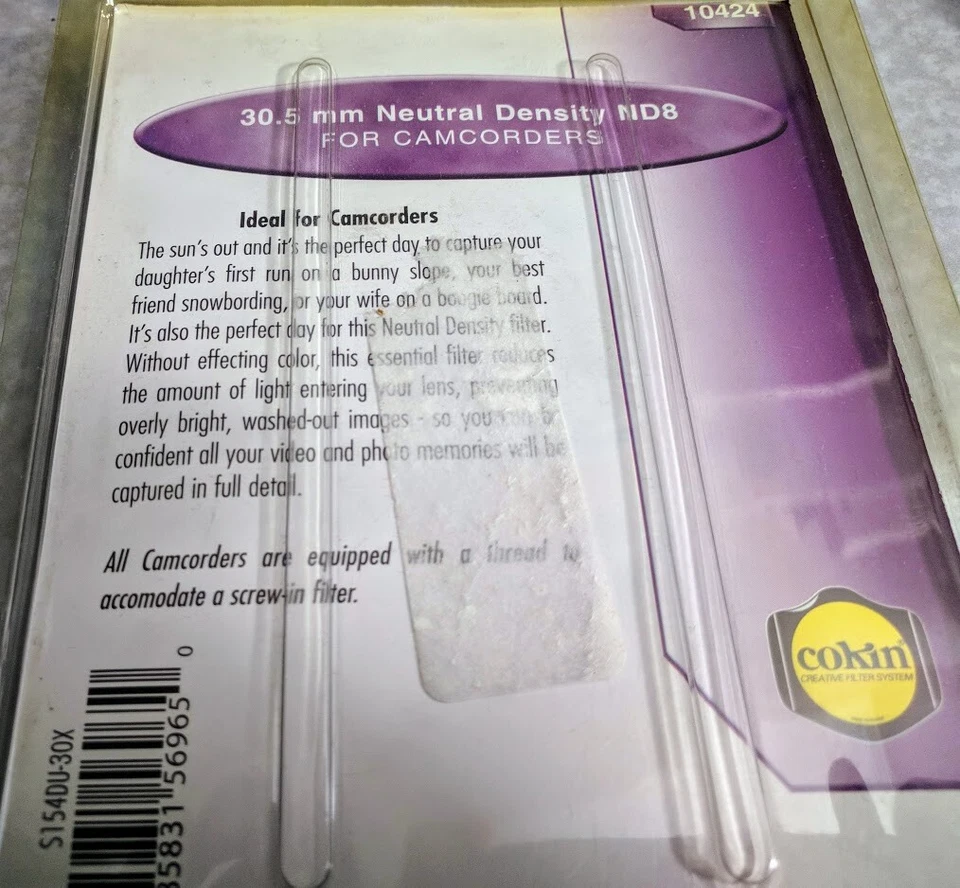 10424
30.5 mm Neutral Density ND8
FOR CAMCORDERS
Ideal for Camcorders
The sun's out and it's the perfect day to capture your
daughter's first run on a bunny slope, your best
friend snowbording, or your wife on a boogie board.
It's also the perfect day for this Neutral Density filter.
Without effecting color, this essential filter reduces
the amount of light entering your lens, preventing
overly bright, washed-out images - so you can be
confident all your video and photo memories will be
captured in full detail.
All Camcorders are equipped with a thread to
accomodate a screw-in filter.
cokin
CREATIVE FILTER SYSTEM
S154DU-30X
85831 56965 0